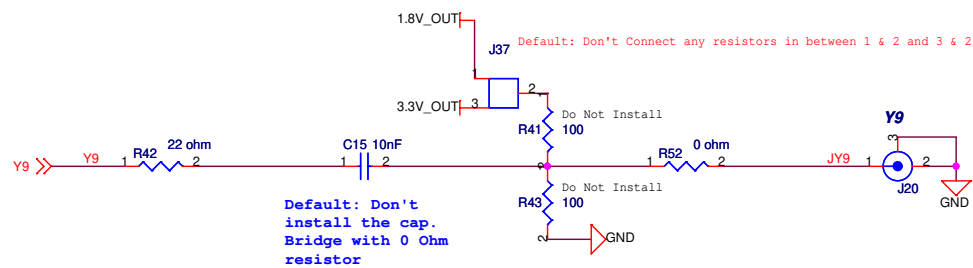 1.8V_OUT
J37
Default: Don't Connect any resistors in between 1 & 2 and 3 & 2
1
2
3.3V_OUT
3
1
Do Not Install
R41
100
2
Y9
Y9
1
R42
22 ohm
2
C15 10nF
1
2
0 ohm
1
R52
2
JY9
Y9
3
1
2
J20
GND
1
Do Not Install
R43
100
2
GND
Default: Don't
install the cap.
Bridge with 0 Ohm
resistor